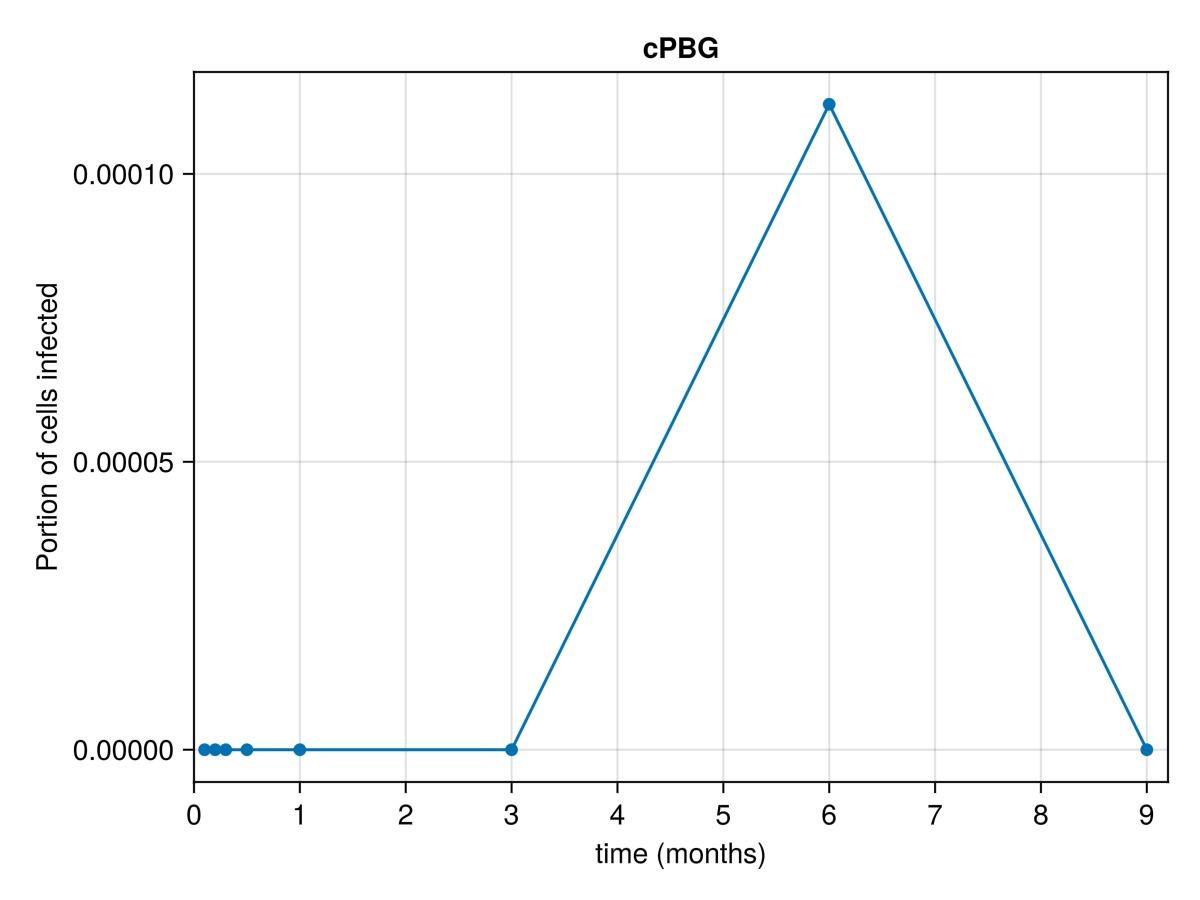 cPBG
Portion of cells infected
0.00010
0.00005
0.00000
0 1 2 3 4 5 6 7 8 9
time (months)